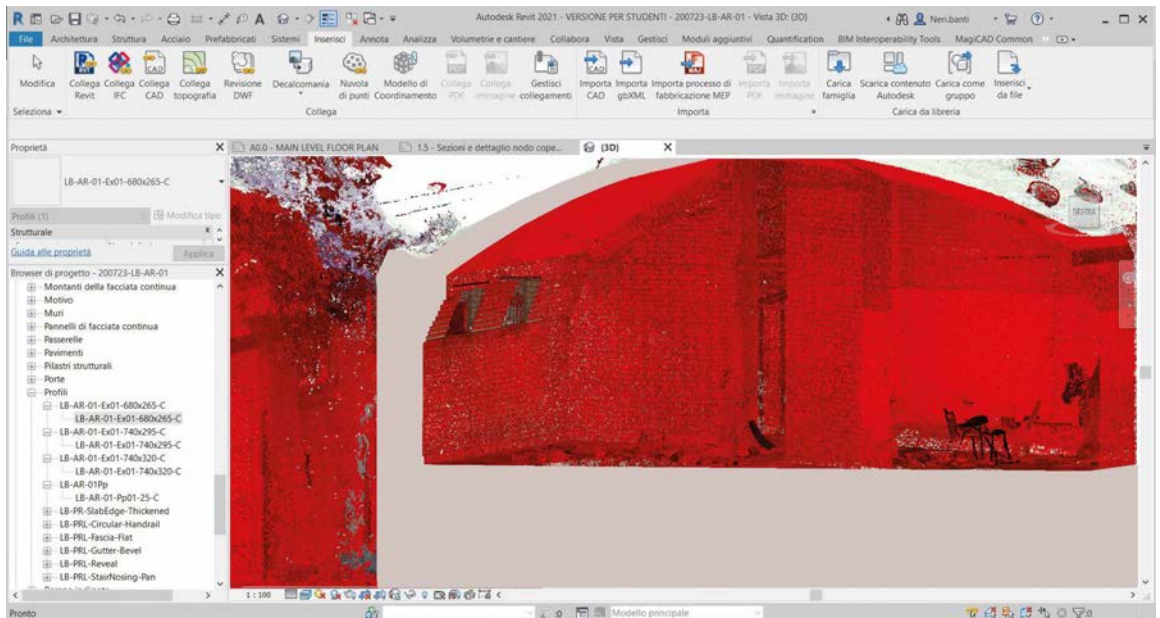 Autodesk Revit 2021 - VERSIONE PER STUDENTI - 200723-LB-AR-01 - Vista 3D: {3D}
Neri.banti
File Architettura Struttura Acciaio Prefabbricati Sistemi Inserisci Annota Analizza Volumetrie e cantiere Collabora Vista Gestisci Moduli aggiuntivi Quantification BIM Interoperability Tools MagiCAD Common
Modifica
Collega Revit
Collega IFC
Collega CAD
Collega topografia
Revisione DWF
Decalcomania
Nuvola di punti
Modello di Coordinamento
Collega PDF
Collega immagine
Gestisci collegamenti
Importa CAD
Importa gbXML
Importa processo di fabbricazione MEP
Importa PDF
Importa immagine
Carica famiglia
Scarica contenuto Autodesk
Carica come gruppo
Inserisci da file
Seleziona
Collega
Importa
Carica da libreria
Proprietà
A0.0 - MAIN LEVEL FLOOR PLAN
1.5 - Sezioni e dettaglio nodo cope...
{3D}
LB-AR-01-Ex01-680x265-C
Profili (1)
Modifica tipo
Strutturale
Guida alle proprietà
Applica
Browser di progetto - 200723-LB-AR-01
Montanti della facciata continua
Motivo
Muri
Pannelli di facciata continua
Passerelle
Pavimenti
Pilastri strutturali
Porte
Profili
LB-AR-01-Ex01-680x265-C
LB-AR-01-Ex01-680x265-C
LB-AR-01-Ex01-740x295-C
LB-AR-01-Ex01-740x295-C
LB-AR-01-Ex01-740x320-C
LB-AR-01-Ex01-740x320-C
LB-AR-01Pp
LB-AR-01-Pp01-25-C
LB-PR-SlabEdge-Thickened
LB-PRL-Circular-Handrail
LB-PRL-Fascia-Flat
LB-PRL-Gutter-Bevel
LB-PRL-Reveal
LB-PRL-StairNosing-Pan
DESTRA
1 : 100
Pronto
:0
Modello principale
:0